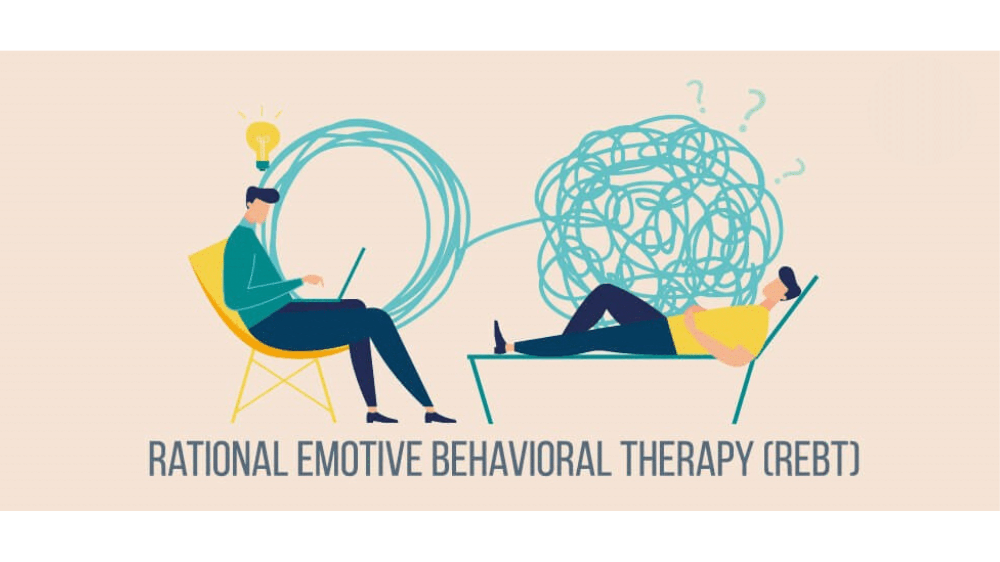 ? ?
?
RATIONAL EMOTIVE BEHAVIORAL THERAPY (REBT)